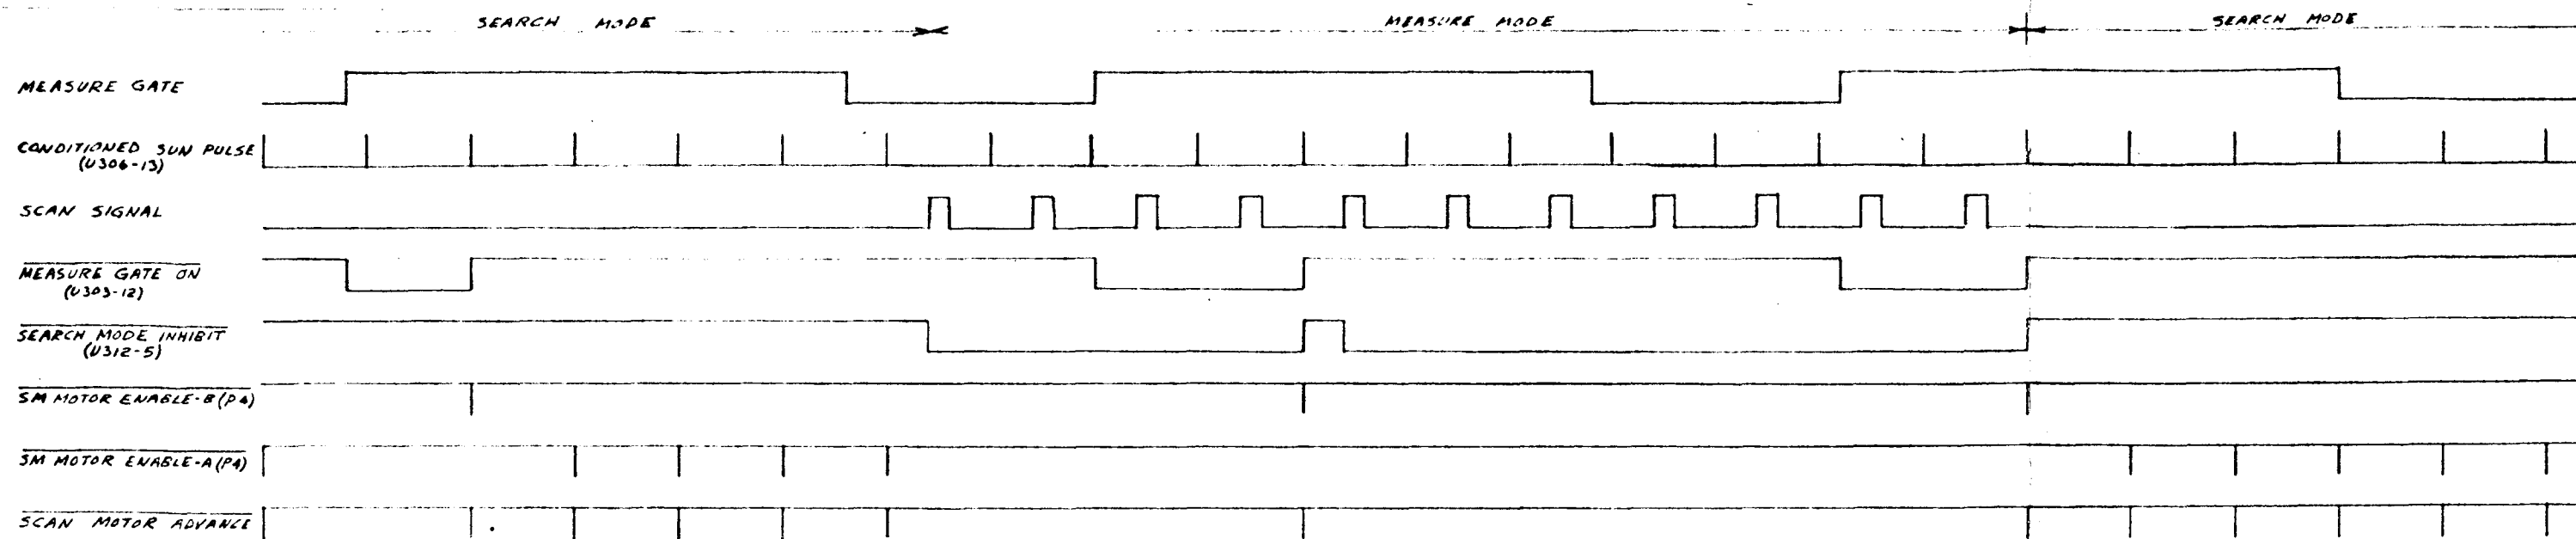 SEARCH MODE
MEASURE MODE
SEARCH MODE
MEASURE GATE
CONDITIONED SUN PULSE
(U306-13)
SCAN SIGNAL
MEASURE GATE ON
(U303-12)
SEARCH MODE INHIBIT
(U312-5)
SM MOTOR ENABLE-B (P4)
SM MOTOR ENABLE-A (P4)
SCAN MOTOR ADVANCE